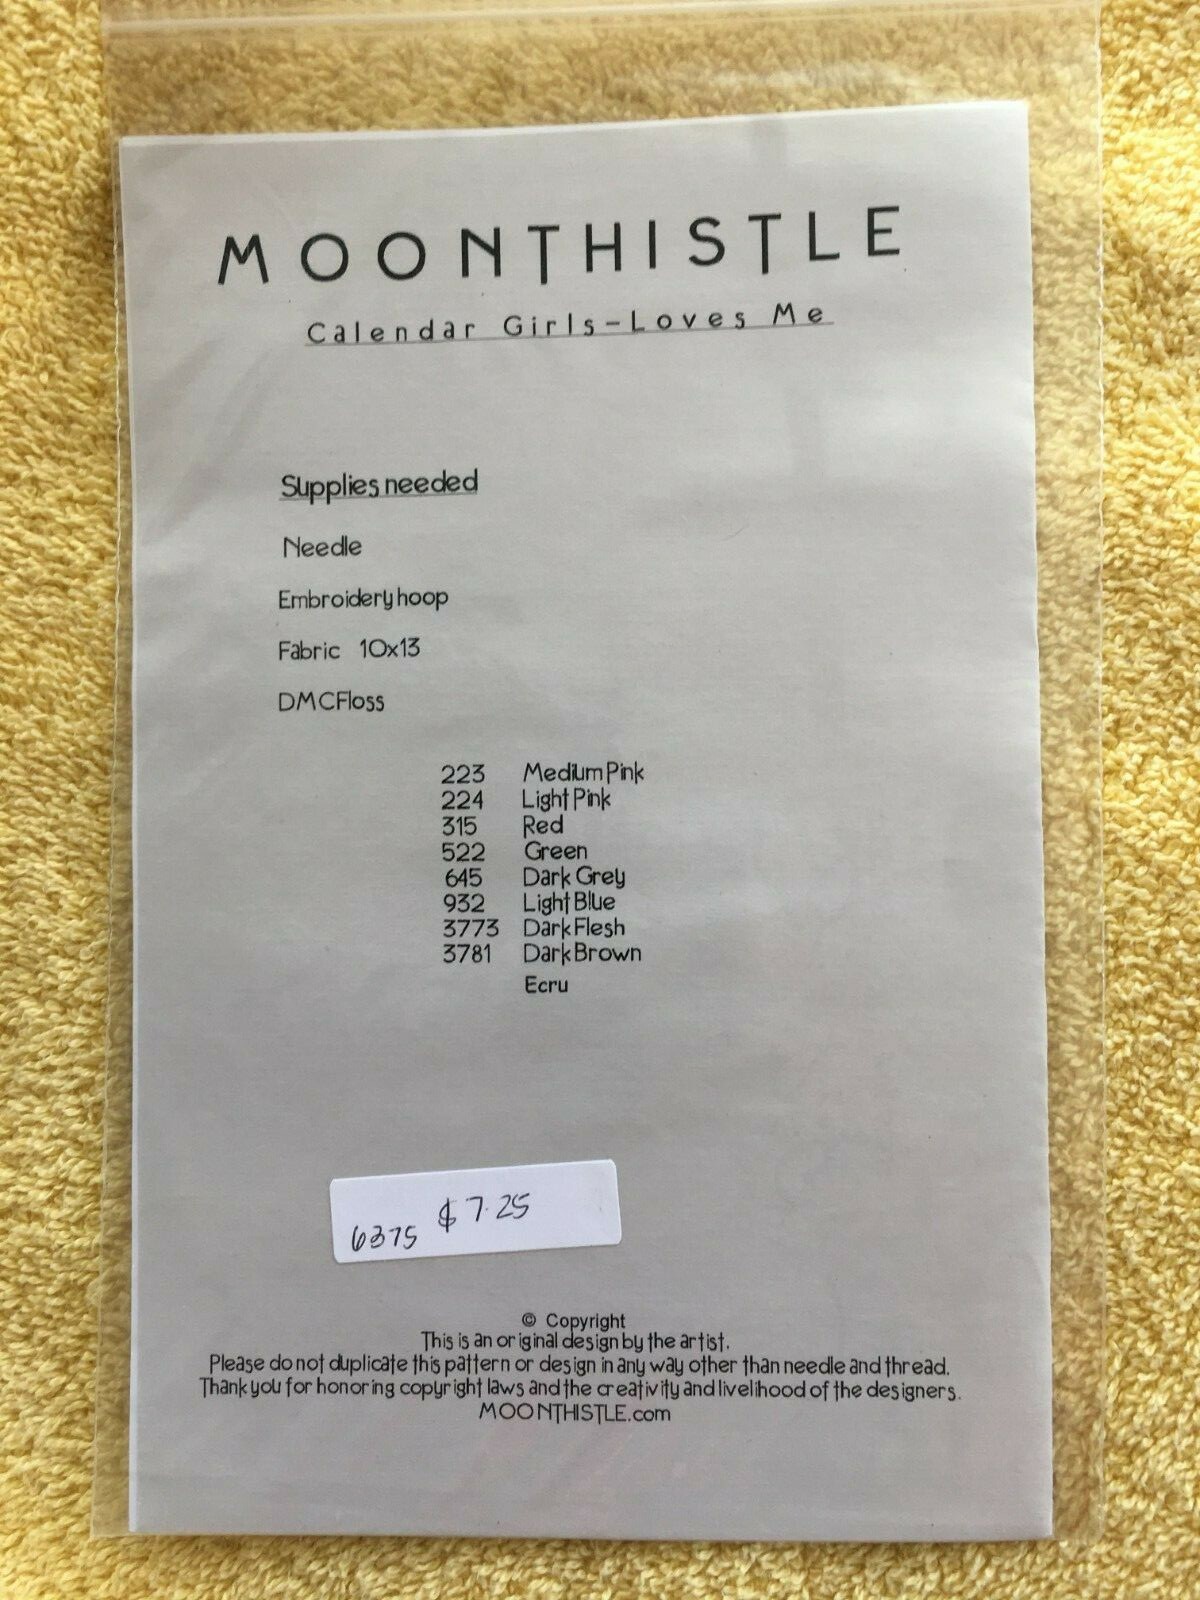 MOONTHISTLE
Calendar Girls-Loves Me
Supplies needed
Needle
Embroidery hoop
Fabric 10x13
DMC Floss
223 Medium Pink
224 Light Pink
315 Red
522 Green
645 Dark Grey
932 Light Blue
3773 Dark Flesh
3781 Dark Brown
Ecru
$7.25
6375
© Copyright
This is an original design by the artist.
Please do not duplicate this pattern or design in any way other than needle and thread.
Thank you for honoring copyright laws and the creativity and livelihood of the designers.
MOONTHISTLE.com